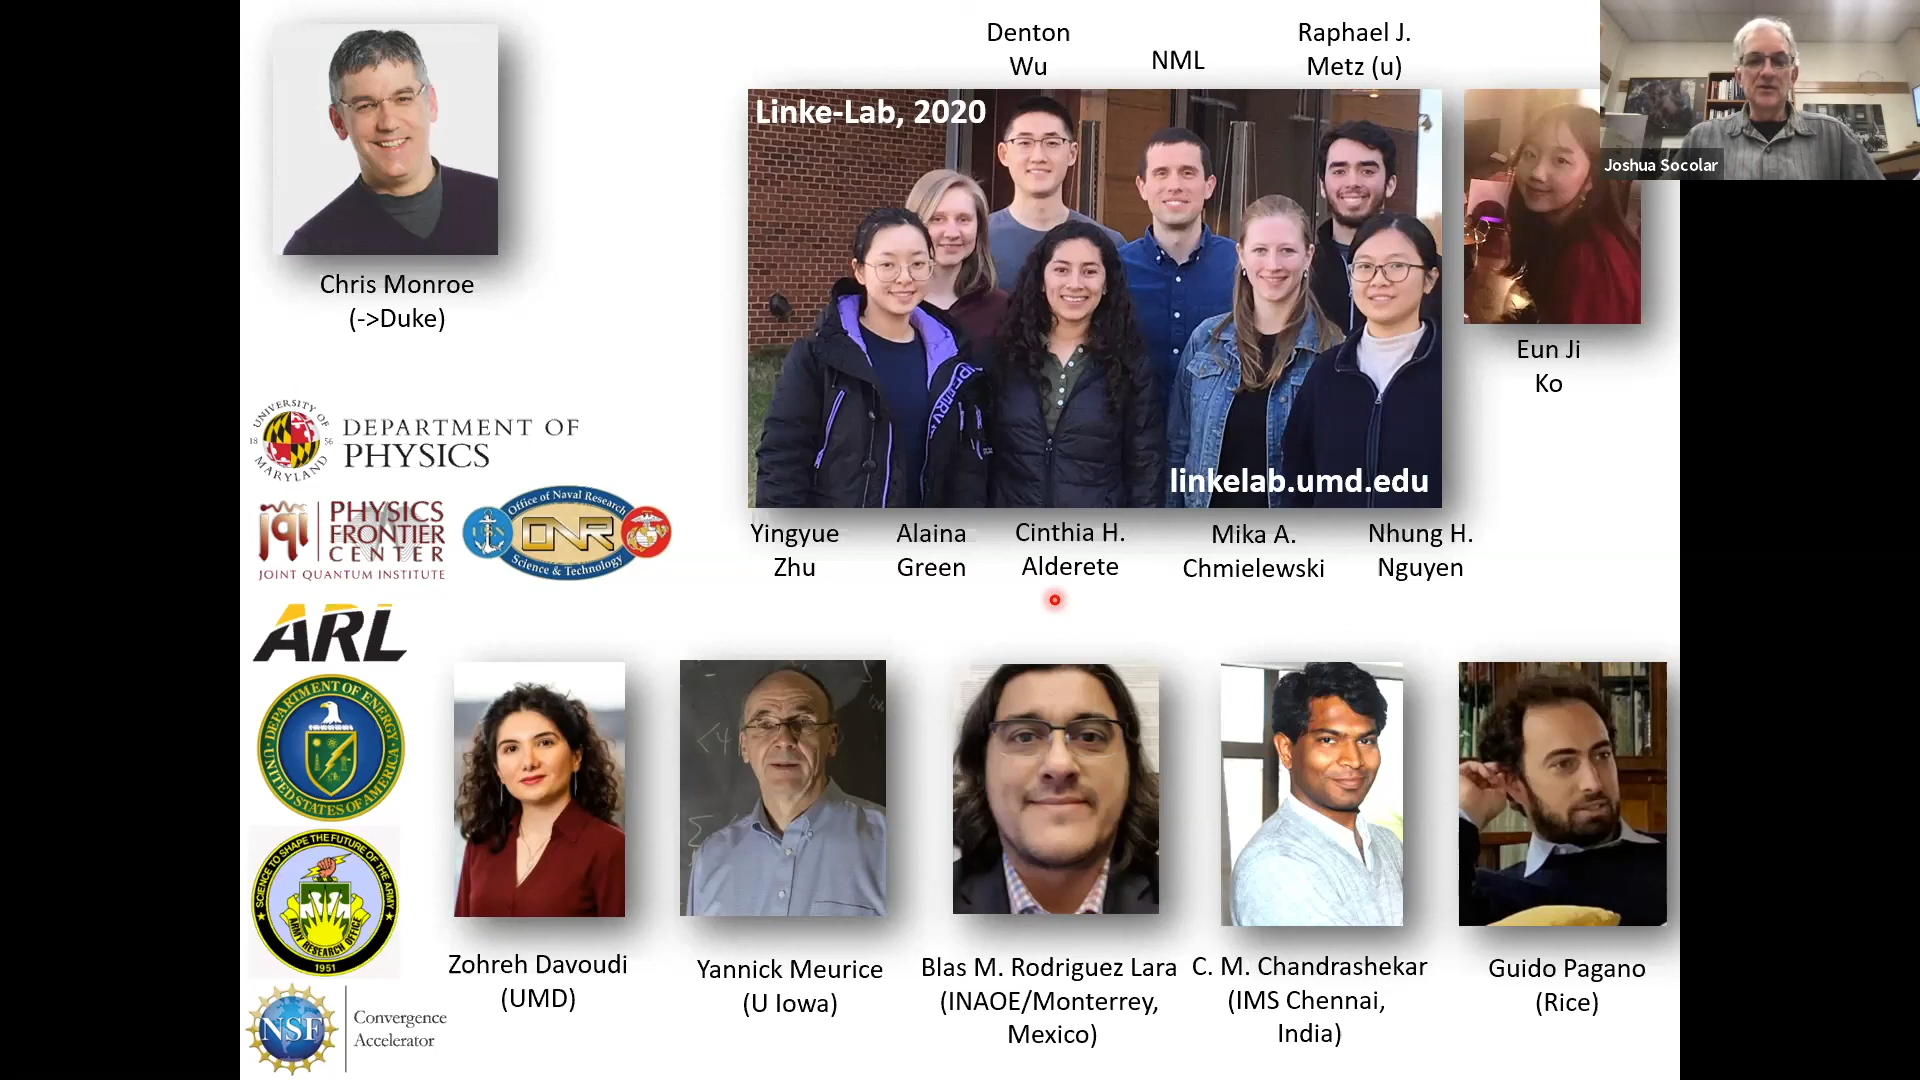 Denton
Wu
NML
Raphael J.
Metz (u)
Linke-Lab, 2020
Joshua Socolar
Chris Monroe
(->Duke)
Eun Ji
Ko
linkelab.umd.edu
UNIVERSITY OF
18 56
MARYLAND
DEPARTMENT OF
PHYSICS
jqi
PHYSICS
FRONTIER
CENTER
JOINT QUANTUM INSTITUTE
Office of Naval Research
ONR
Science & Technology
Yingyue
Zhu
Alaina
Green
Cinthia H.
Alderete
Mika A.
Chmielewski
Nhung H.
Nguyen
ARL
DEPARTMENT OF ENERGY
UNITED STATES OF AMERICA
SCIENCE TO SHAPE THE FUTURE OF THE ARMY
ARMY RESEARCH OFFICE
1951
Zohreh Davoudi
(UMD)
Yannick Meurice
(U Iowa)
Blas M. Rodriguez Lara
(INAOE/Monterrey,
Mexico)
C. M. Chandrashekar
(IMS Chennai,
India)
Guido Pagano
(Rice)
NSF
Convergence
Accelerator